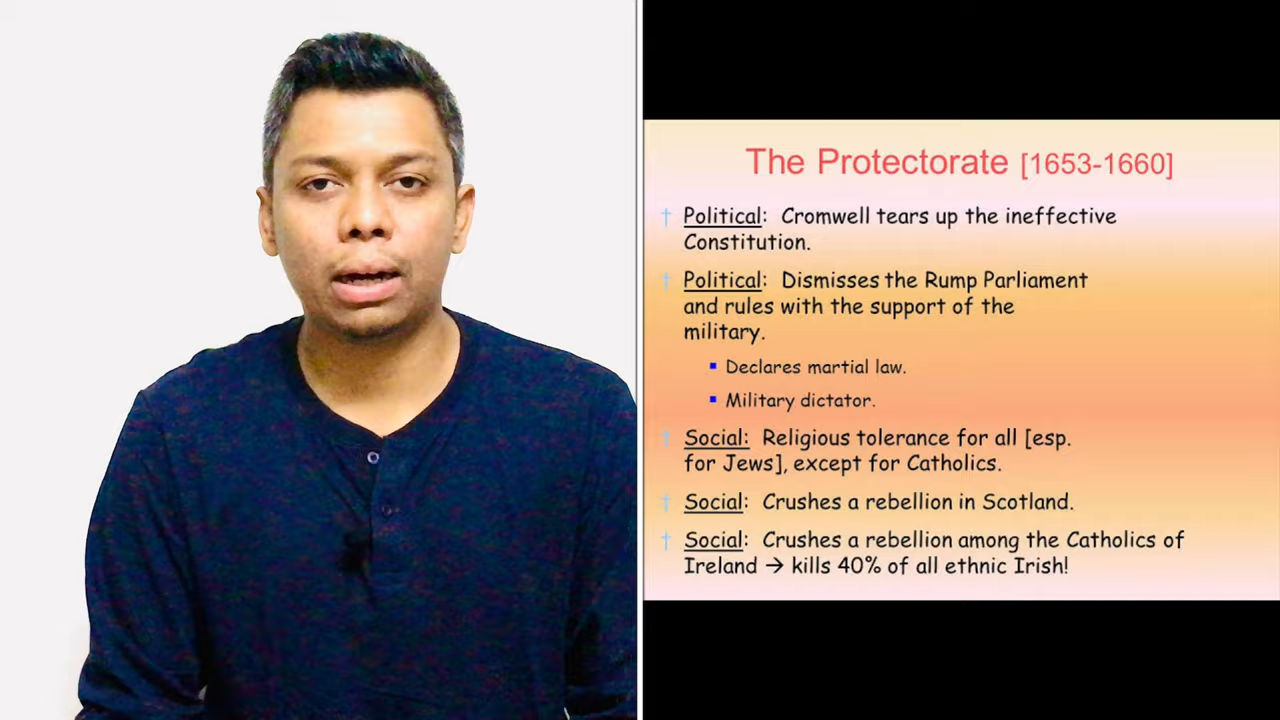 The Protectorate [1653-1660]
† Political: Cromwell tears up the ineffective
Constitution.
† Political: Dismisses the Rump Parliament
and rules with the support of the
military.
▪ Declares martial law.
▪ Military dictator.
† Social: Religious tolerance for all [esp.
for Jews], except for Catholics.
† Social: Crushes a rebellion in Scotland.
† Social: Crushes a rebellion among the Catholics of
Ireland → kills 40% of all ethnic Irish!